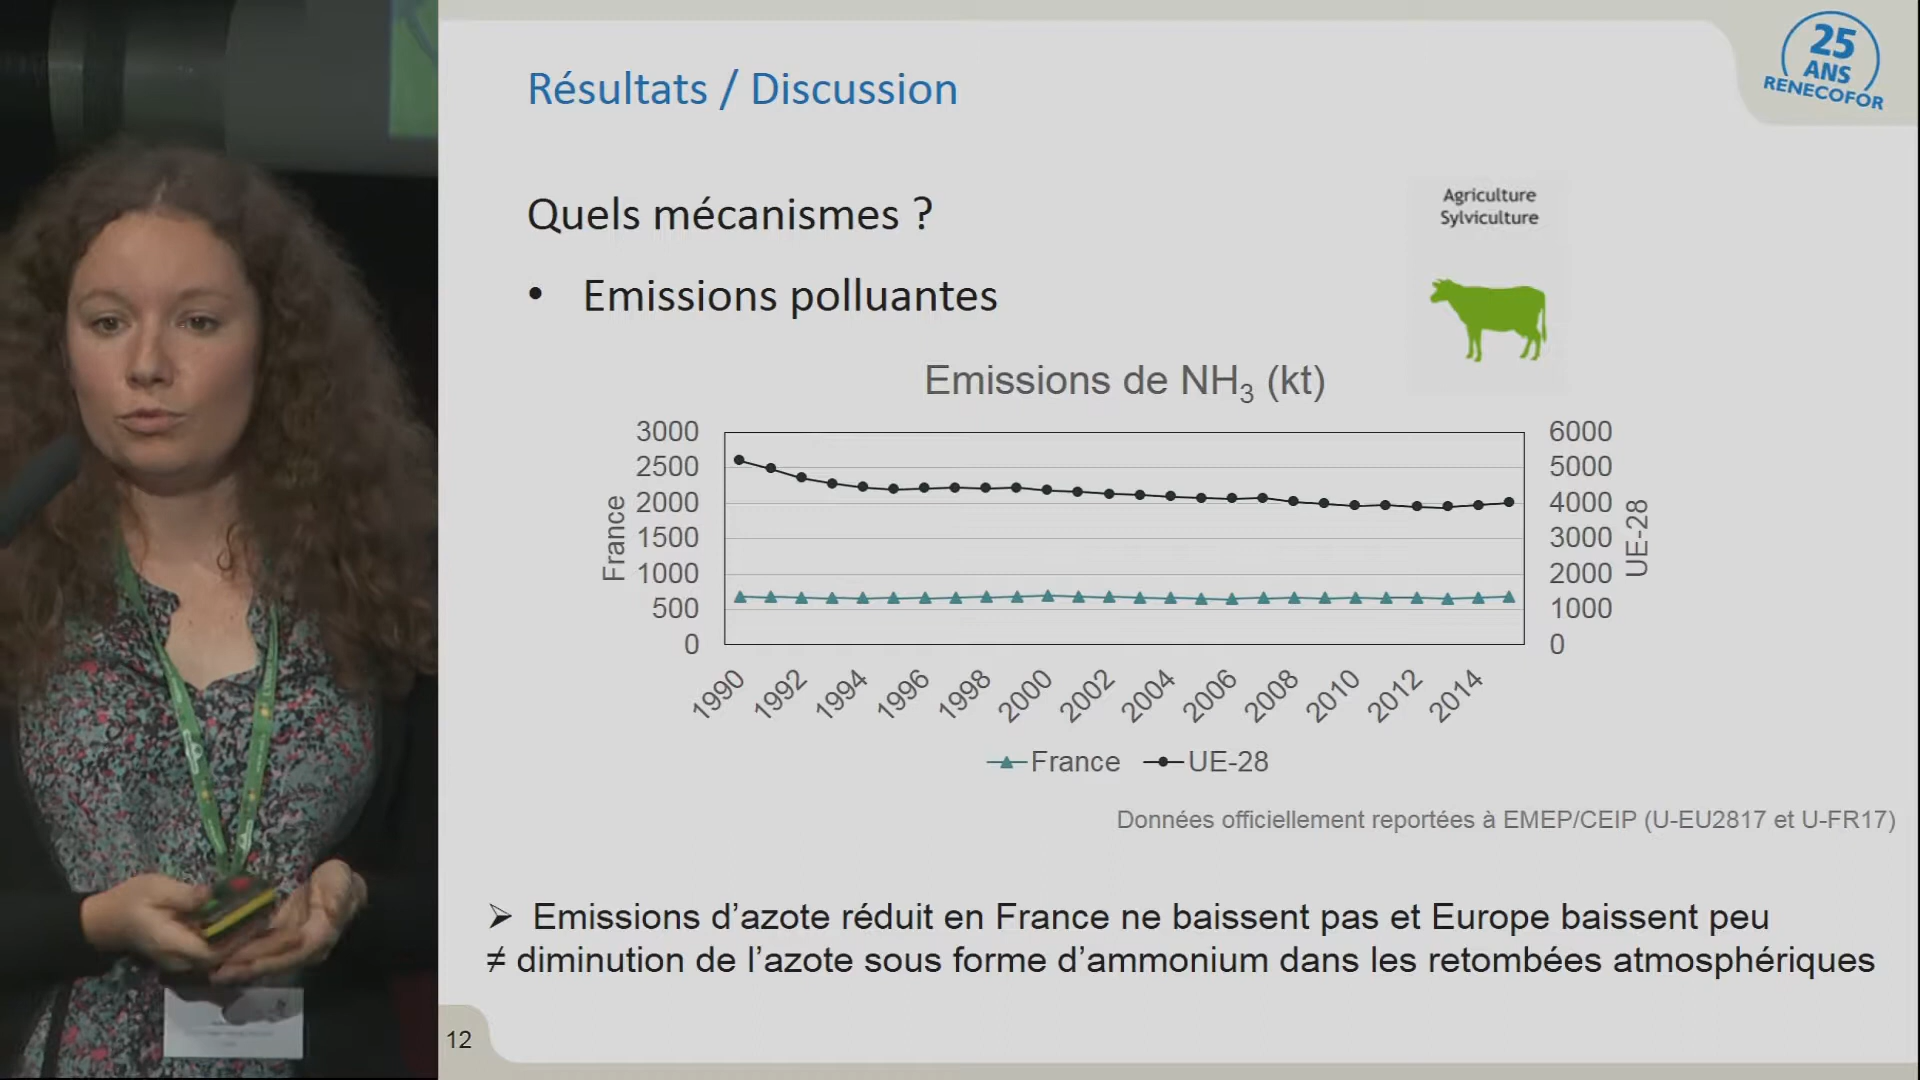 25
ANS
RENECOFOR
Résultats / Discussion
Quels mécanismes ?
• Emissions polluantes
Agriculture
Sylviculture
Emissions de NH₃ (kt)
3000
2500
2000
1500
1000
500
0
France
6000
5000
4000
3000
2000
1000
0
UE-28
1990 1992 1994 1996 1998 2000 2002 2004 2006 2008 2010 2012 2014
France UE-28
Données officiellement reportées à EMEP/CEIP (U-EU2817 et U-FR17)
➢ Emissions d’azote réduit en France ne baissent pas et Europe baissent peu
≠ diminution de l’azote sous forme d’ammonium dans les retombées atmosphériques
12